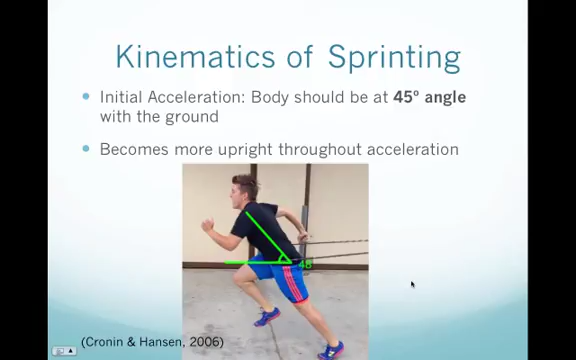 Kinematics of Sprinting
Initial Acceleration: Body should be at 45º angle
with the ground
Becomes more upright throughout acceleration
48
(Cronin & Hansen, 2006)